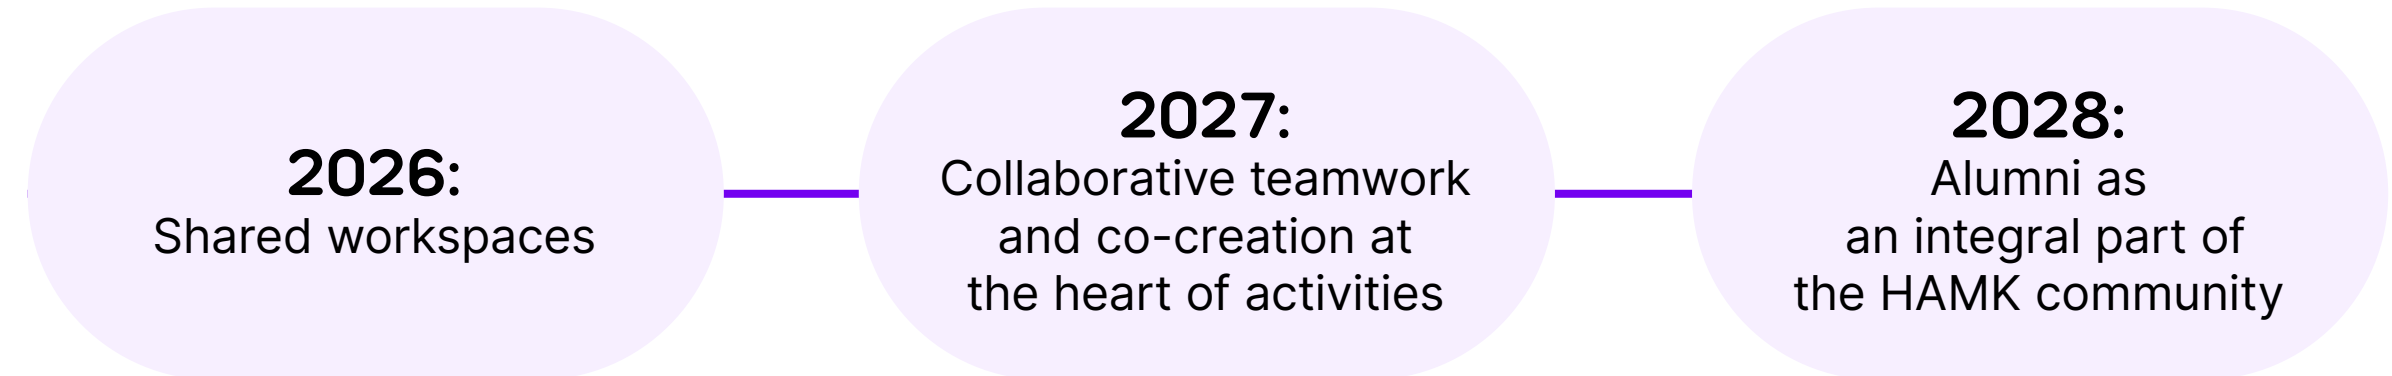 2026:
Shared workspaces
2027:
Collaborative teamwork
and co-creation at
the heart of activities
2028:
Alumni as
an integral part of
the HAMK community